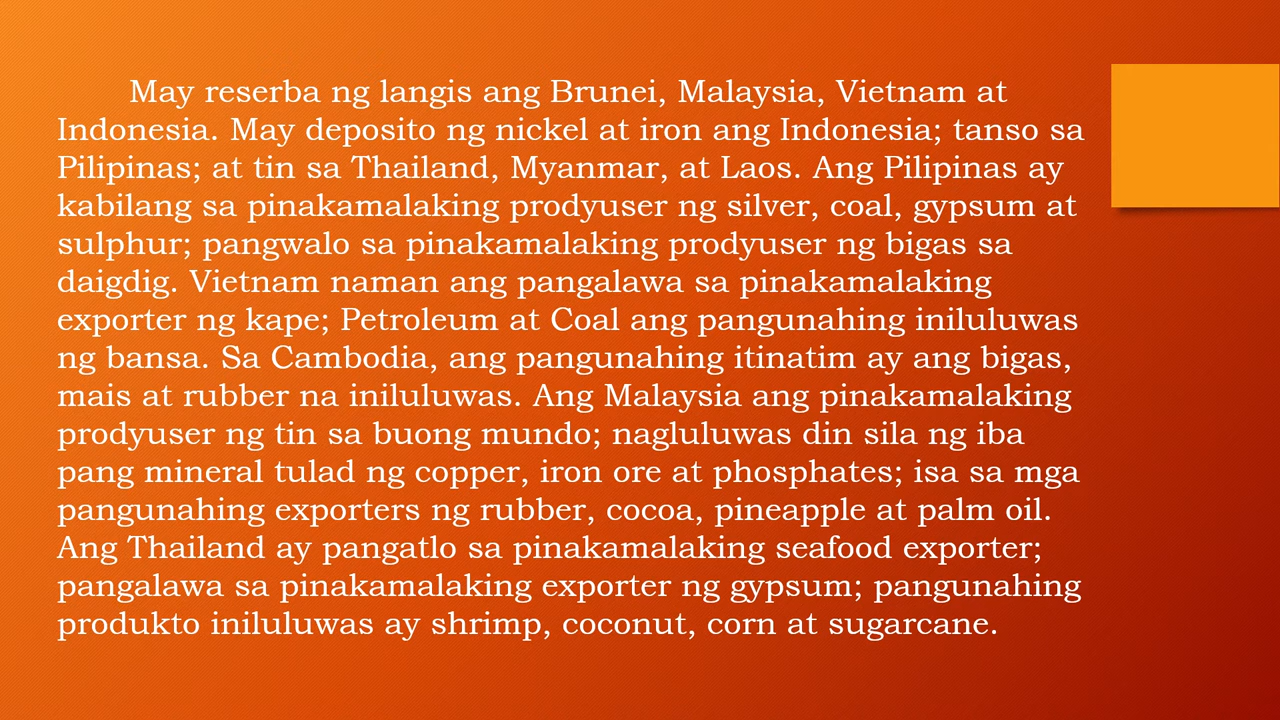 May reserba ng langis ang Brunei, Malaysia, Vietnam at
Indonesia. May deposito ng nickel at iron ang Indonesia; tanso sa
Pilipinas; at tin sa Thailand, Myanmar, at Laos. Ang Pilipinas ay
kabilang sa pinakamalaking prodyuser ng silver, coal, gypsum at
sulphur; pangwalo sa pinakamalaking prodyuser ng bigas sa
daigdig. Vietnam naman ang pangalawa sa pinakamalaking
exporter ng kape; Petroleum at Coal ang pangunahing iniluluwas
ng bansa. Sa Cambodia, ang pangunahing itinatim ay ang bigas,
mais at rubber na iniluluwas. Ang Malaysia ang pinakamalaking
prodyuser ng tin sa buong mundo; nagluluwas din sila ng iba
pang mineral tulad ng copper, iron ore at phosphates; isa sa mga
pangunahing exporters ng rubber, cocoa, pineapple at palm oil.
Ang Thailand ay pangatlo sa pinakamalaking seafood exporter;
pangalawa sa pinakamalaking exporter ng gypsum; pangunahing
produkto iniluluwas ay shrimp, coconut, corn at sugarcane.